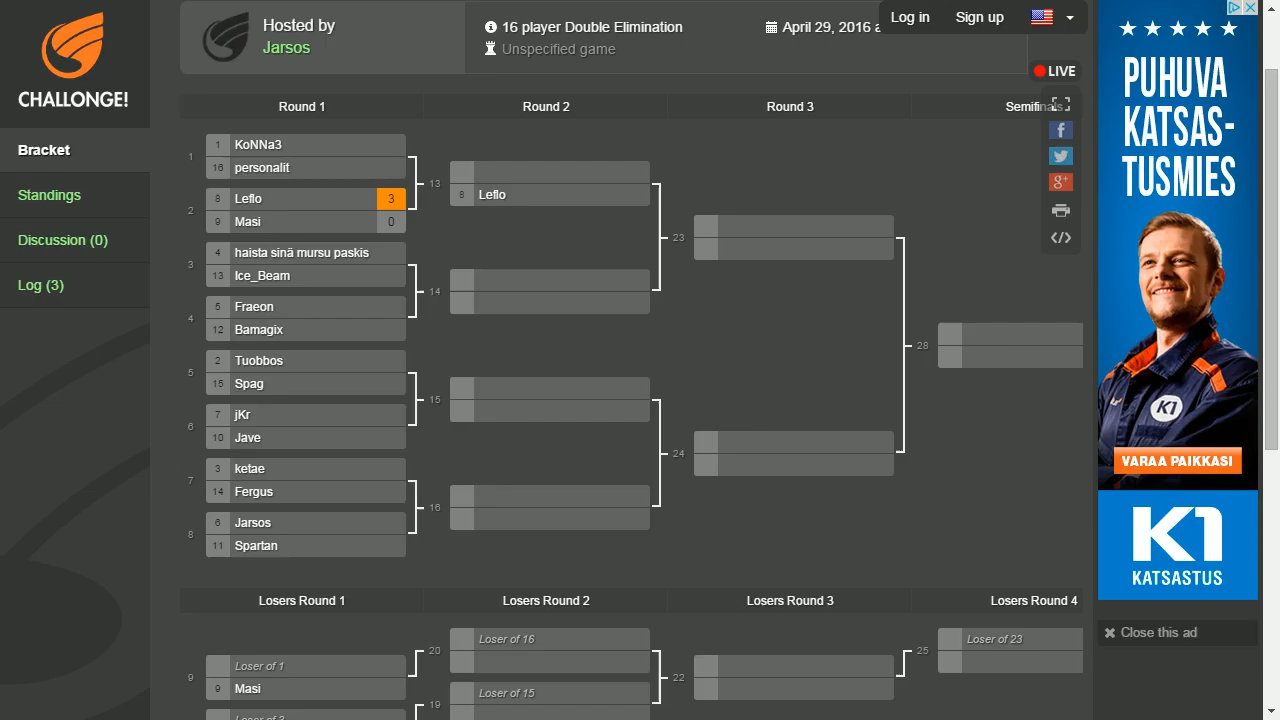 CHALLONGE!
Bracket
Standings
Discussion (0)
Log (3)
Hosted by
Jarsos
16 player Double Elimination
Unspecified game
April 29, 2016 a
Log in
Sign up
LIVE
Round 1
Round 2
Round 3
Semifinals
1
1 KoNNa3
16 personalit
2
8 Leflo 3
9 Masi 0
3
4 haista sinä mursu paskis
13 Ice_Beam
4
5 Fraeon
12 Bamagix
5
2 Tuobbos
15 Spag
6
7 jKr
10 Jave
7
3 ketae
14 Fergus
8
6 Jarsos
11 Spartan
13
8 Leflo
14
15
16
23
24
28
Losers Round 1
Losers Round 2
Losers Round 3
Losers Round 4
9
Loser of 1
9 Masi
20
Loser of 16
19
Loser of 15
22
25
Loser of 23
PUHUVA
KATSAS-
TUSMIES
K1
VARAA PAIKKASI
K1
KATSASTUS
Close this ad